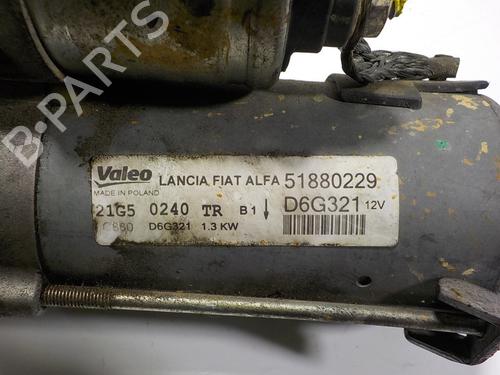 B-PARTS
Valeo LANCIA FIAT ALFA 51880229
MADE IN POLAND
21G5 0240 TR B1↓ D6G321 12V
D6G321 1.3 KW